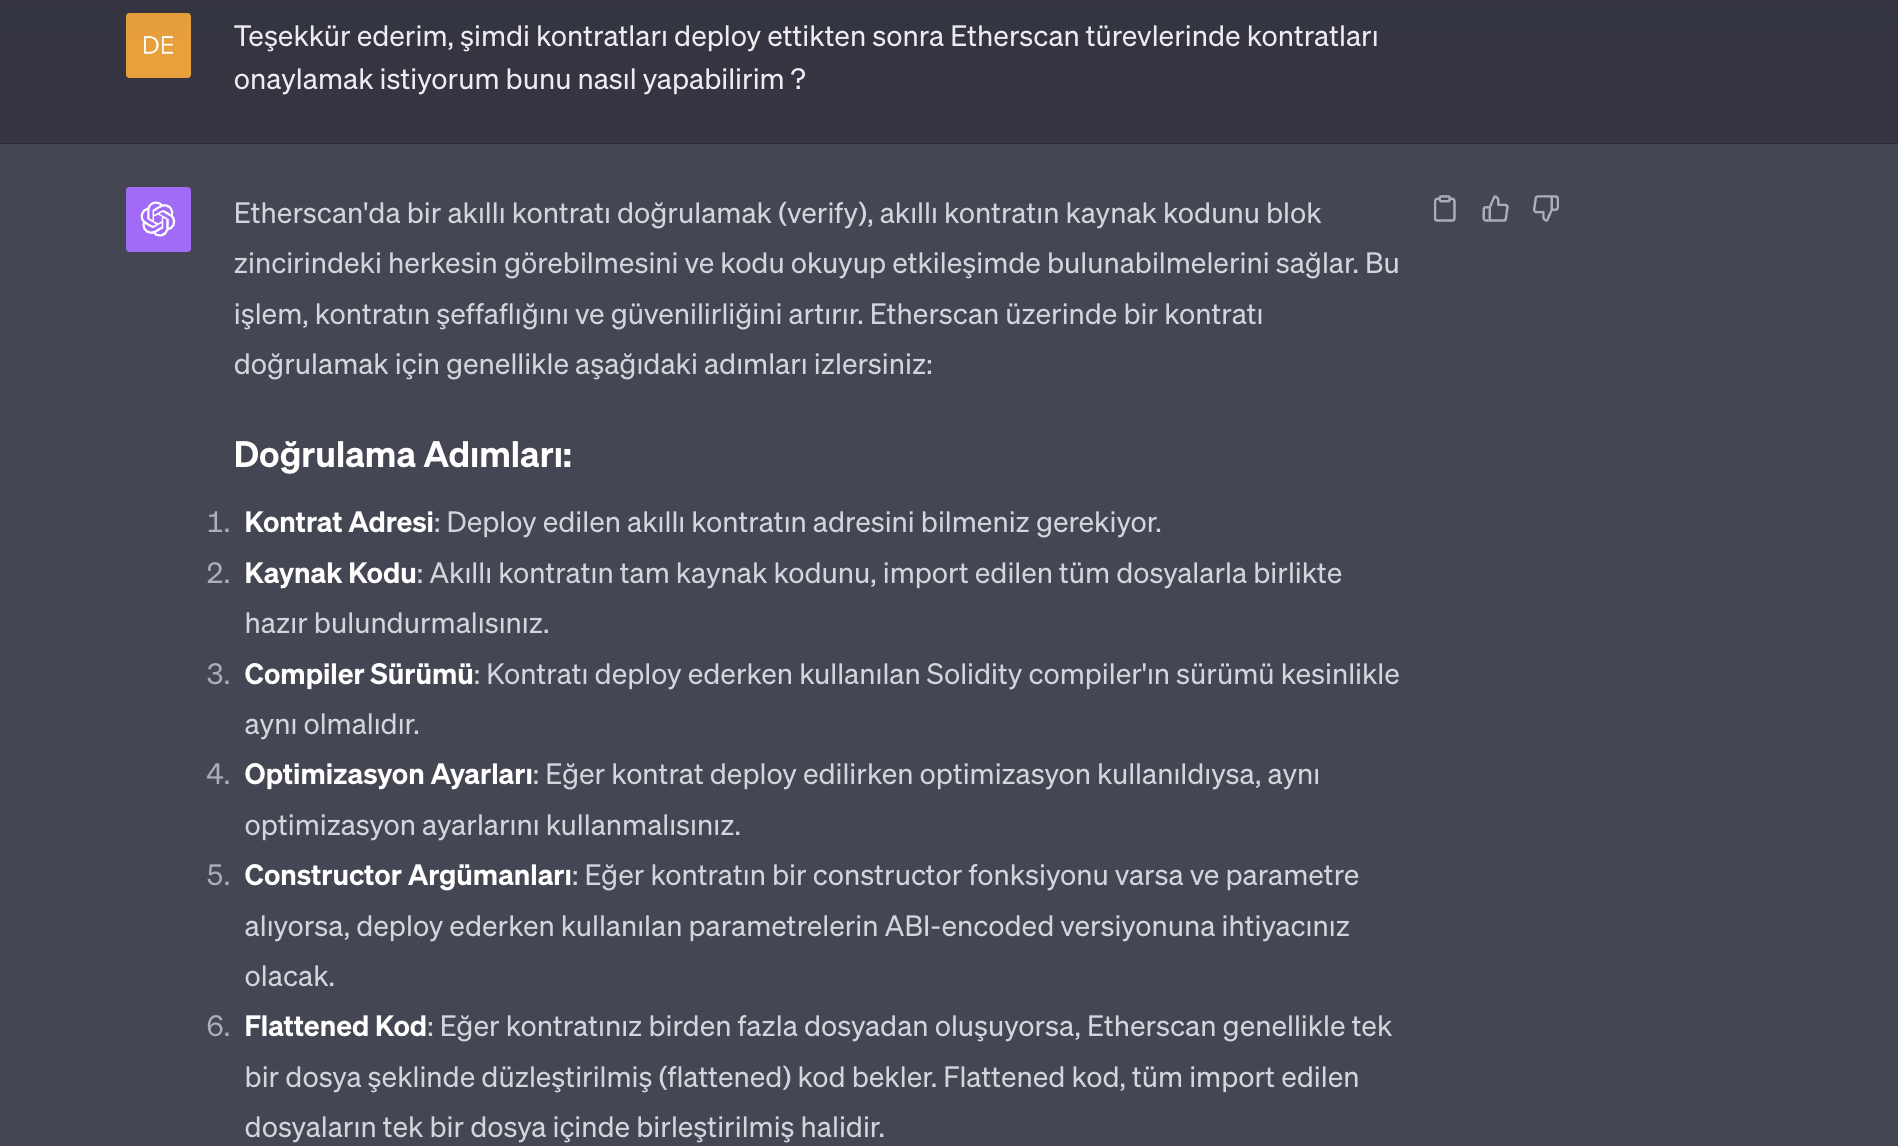 DE
Teşekkür ederim, şimdi kontratları deploy ettikten sonra Etherscan türevlerinde kontratları
onaylamak istiyorum bunu nasıl yapabilirim ?
Etherscan'da bir akıllı kontratı doğrulamak (verify), akıllı kontratın kaynak kodunu blok
zincirindeki herkesin görebilmesini ve kodu okuyup etkileşimde bulunabilmelerini sağlar. Bu
işlem, kontratın şeffaflığını ve güvenilirliğini artırır. Etherscan üzerinde bir kontratı
doğrulamak için genellikle aşağıdaki adımları izlersiniz:
Doğrulama Adımları:
1. Kontrat Adresi: Deploy edilen akıllı kontratın adresini bilmeniz gerekiyor.
2. Kaynak Kodu: Akıllı kontratın tam kaynak kodunu, import edilen tüm dosyalarla birlikte
hazır bulundurmalısınız.
3. Compiler Sürümü: Kontratı deploy ederken kullanılan Solidity compiler'ın sürümü kesinlikle
aynı olmalıdır.
4. Optimizasyon Ayarları: Eğer kontrat deploy edilirken optimizasyon kullanıldıysa, aynı
optimizasyon ayarlarını kullanmalısınız.
5. Constructor Argümanları: Eğer kontratın bir constructor fonksiyonu varsa ve parametre
alıyorsa, deploy ederken kullanılan parametrelerin ABI-encoded versiyonuna ihtiyacınız
olacak.
6. Flattened Kod: Eğer kontratınız birden fazla dosyadan oluşuyorsa, Etherscan genellikle tek
bir dosya şeklinde düzleştirilmiş (flattened) kod bekler. Flattened kod, tüm import edilen
dosyaların tek bir dosya içinde birleştirilmiş halidir.